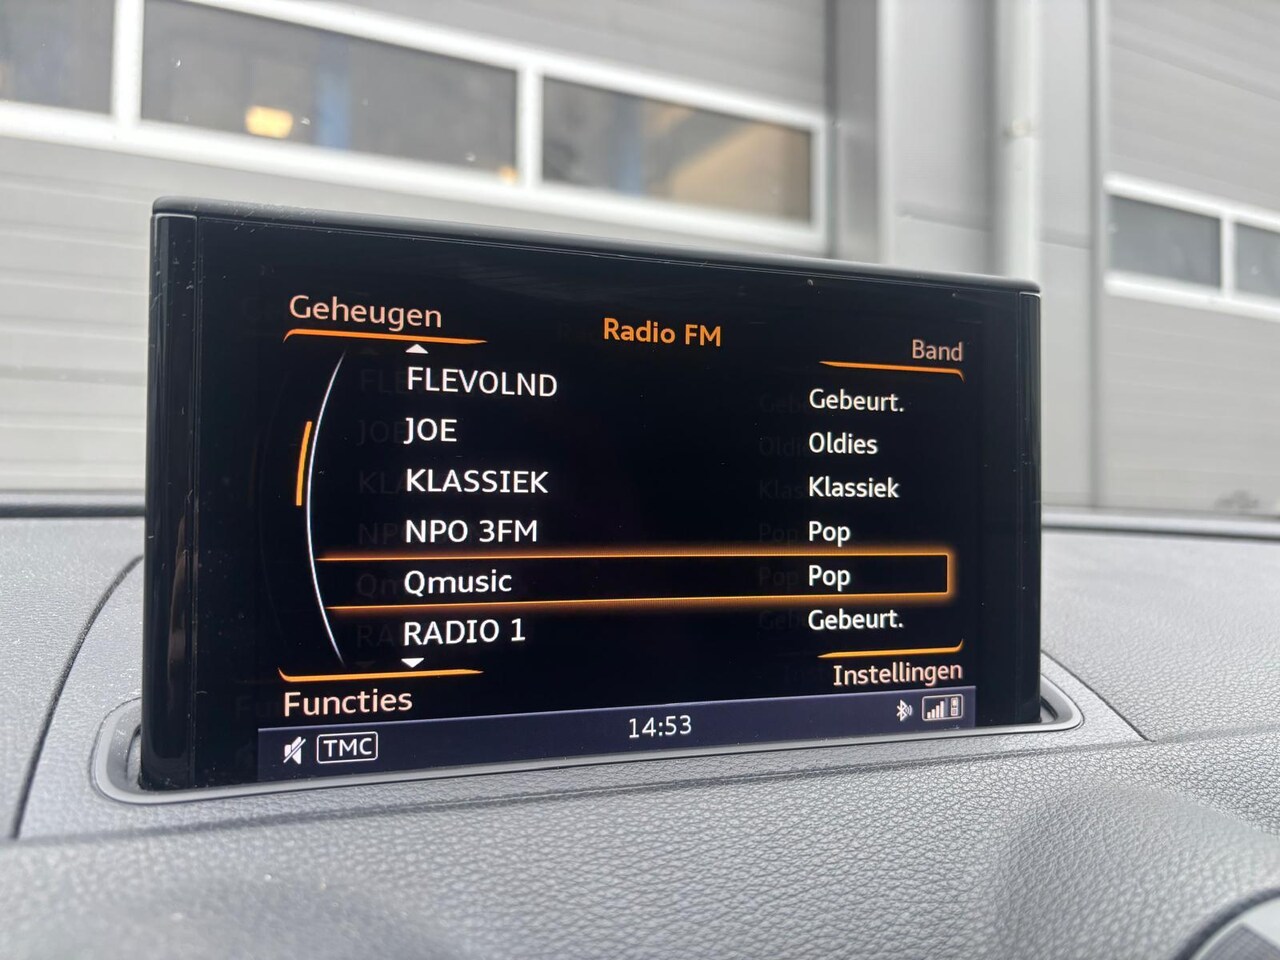 Geheugen
Radio FM
Band
FLEVOLND Gebeurt.
JOE Oldies
KLASSIEK Klassiek
NPO 3FM Pop
Qmusic Pop
RADIO 1 Gebeurt.
Functies
Instellingen
TMC
14:53